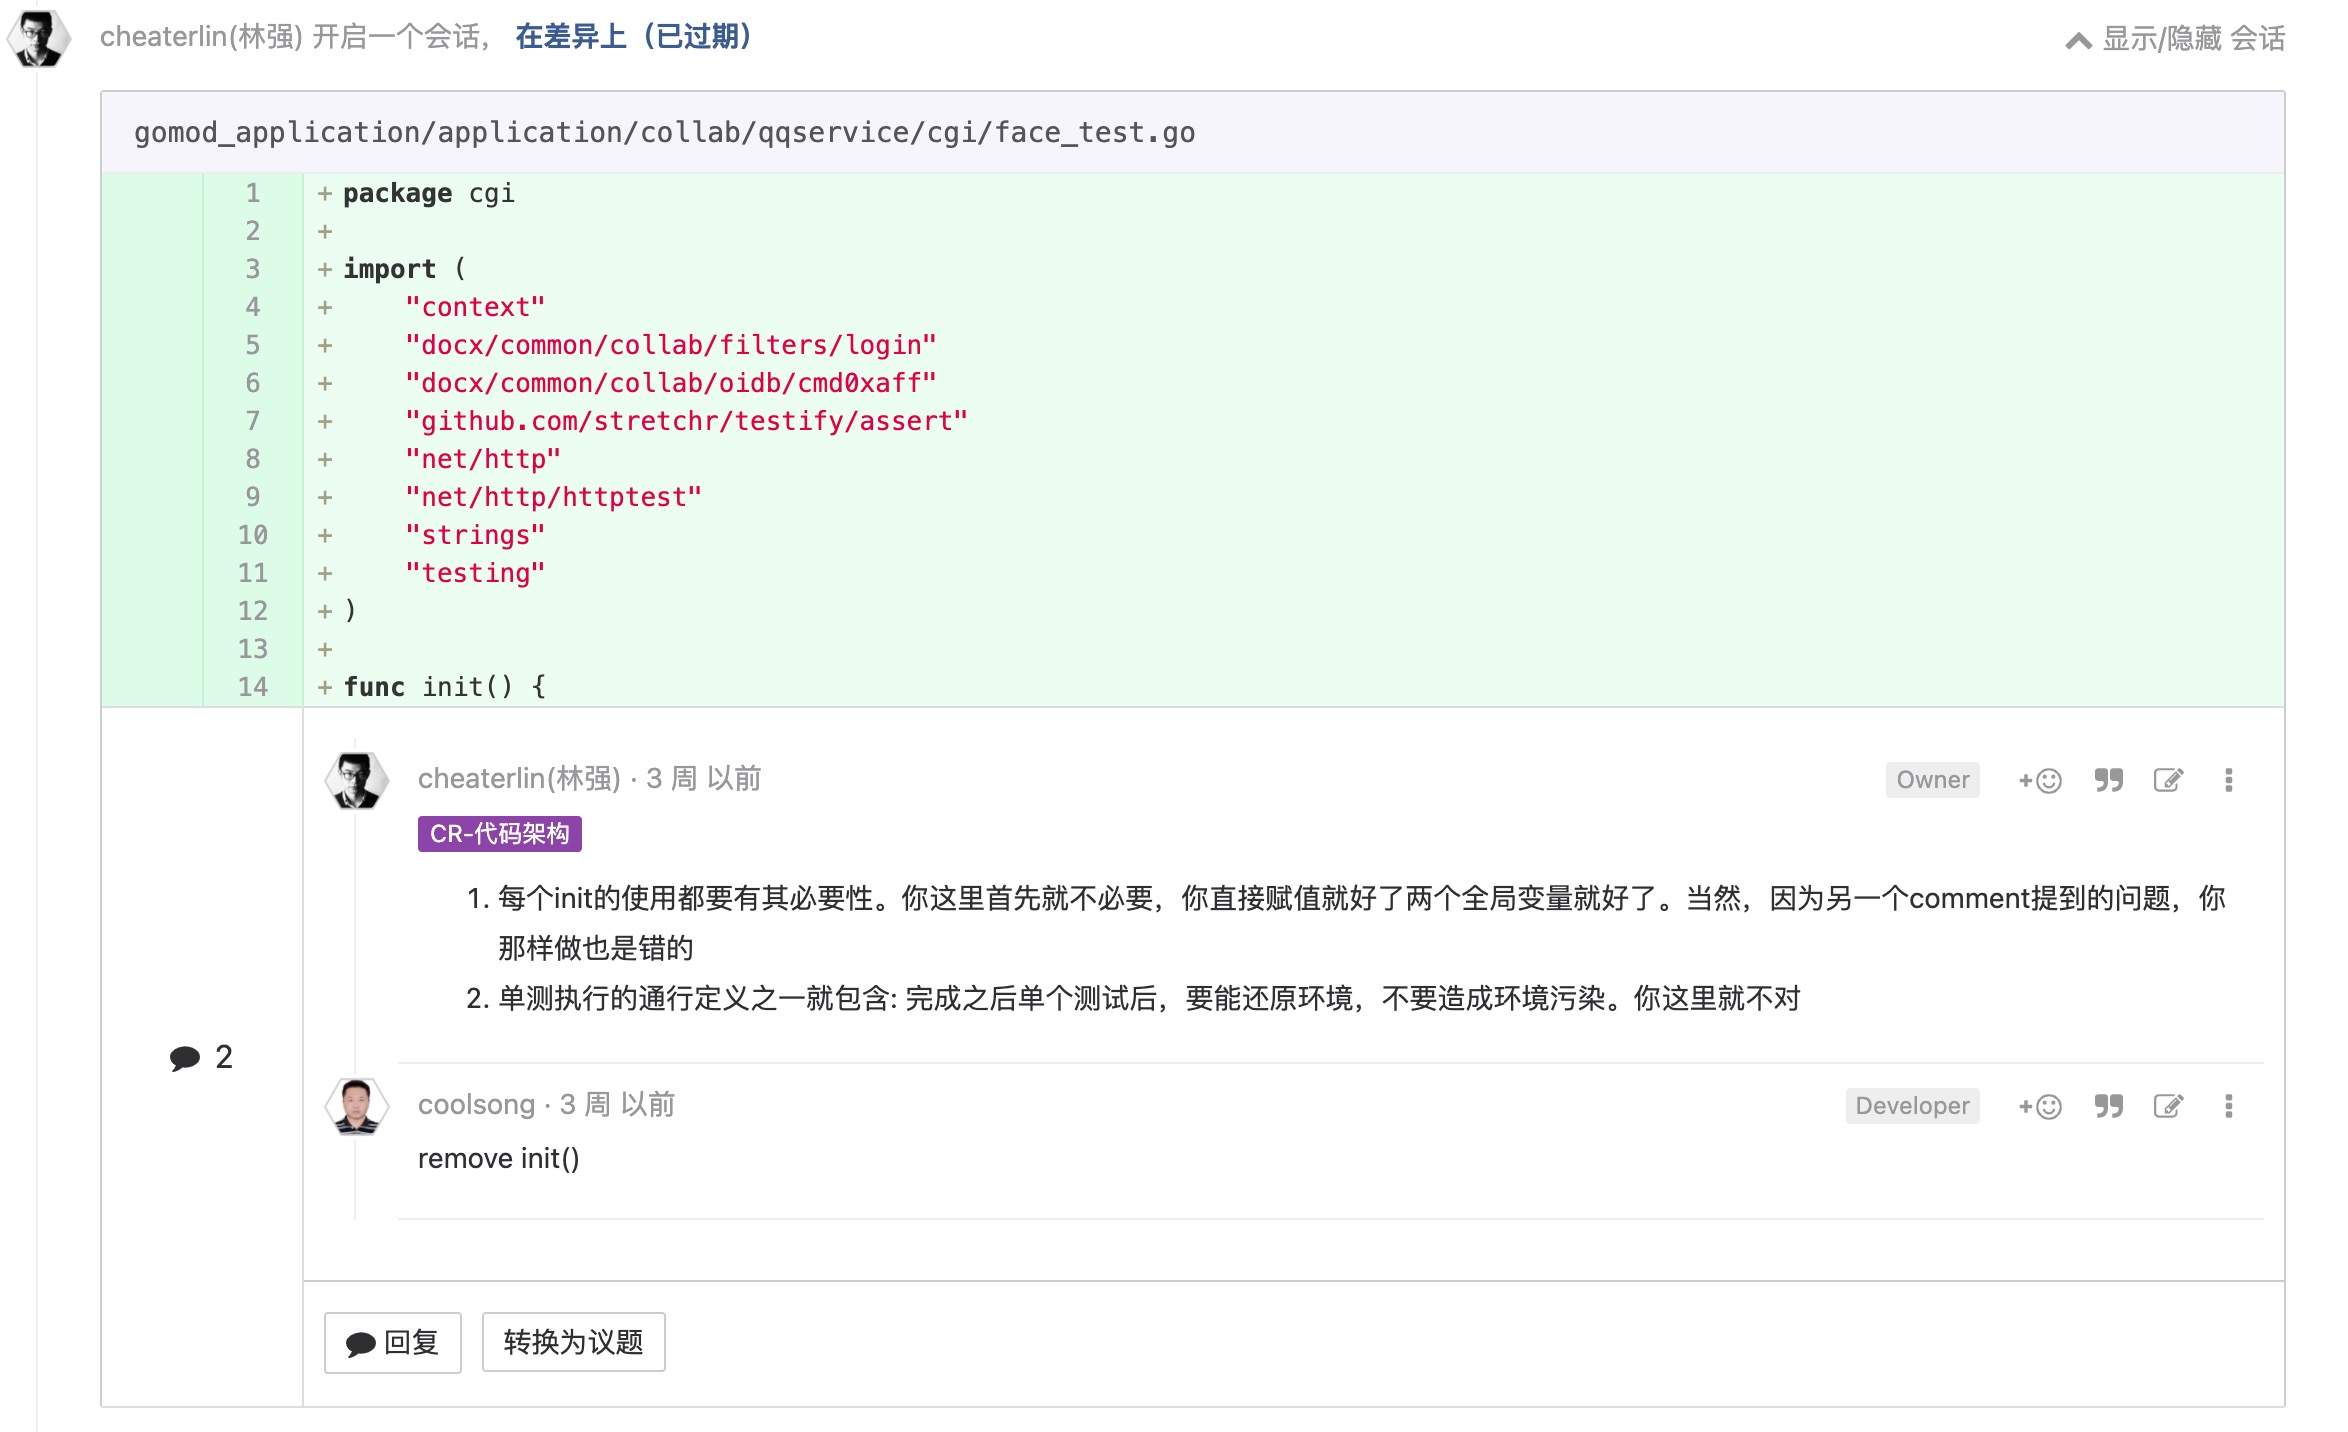 cheaterlin(林强) 开启一个会话， 在差异上（已过期） 显示/隐藏 会话
gomod_application/application/collab/qqservice/cgi/face_test.go
1 + package cgi
2 +
3 + import (
4 + "context"
5 + "docx/common/collab/filters/login"
6 + "docx/common/collab/oidb/cmd0xaff"
7 + "github.com/stretchr/testify/assert"
8 + "net/http"
9 + "net/http/httptest"
10 + "strings"
11 + "testing"
12 + )
13 +
14 + func init() {
cheaterlin(林强) · 3 周 以前 Owner
CR-代码架构
1. 每个init的使用都要有其必要性。你这里首先就不必要，你直接赋值就好了两个全局变量就好了。当然，因为另一个comment提到的问题，你
那样做也是错的
2. 单测执行的通行定义之一就包含: 完成之后单个测试后，要能还原环境，不要造成环境污染。你这里就不对
2
coolsong · 3 周 以前 Developer
remove init()
回复 转换为议题